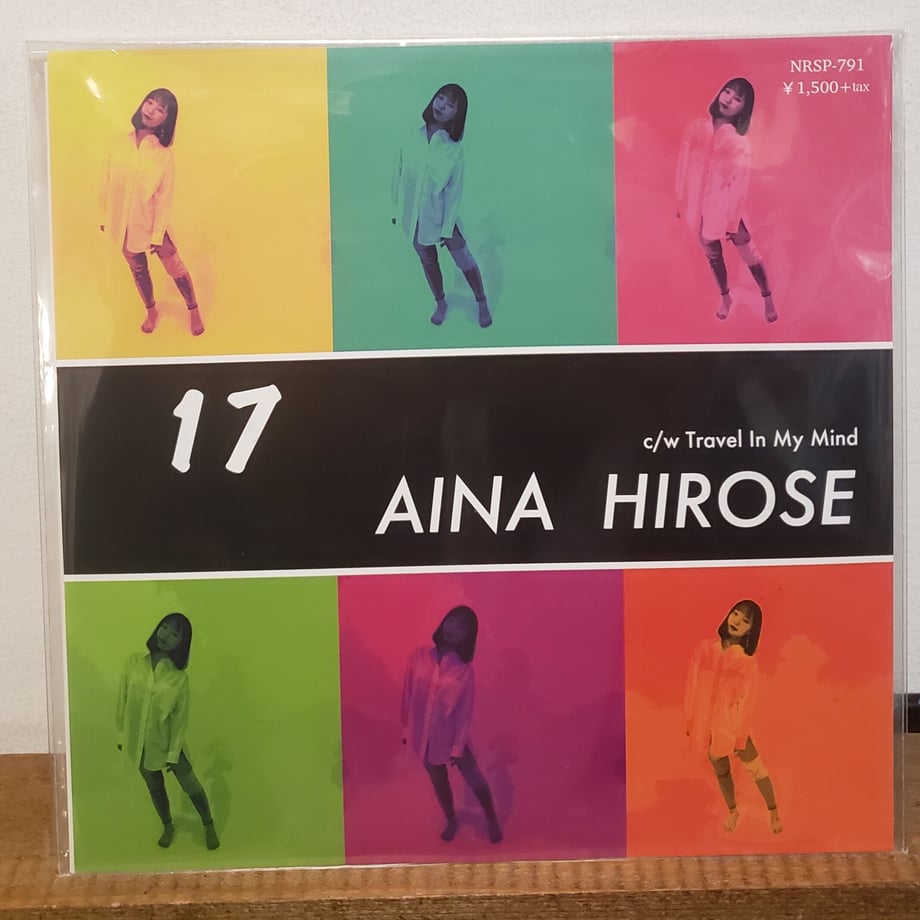 NRSP-791
¥1,500+tax
17
c/w Travel In My Mind
AINA HIROSE